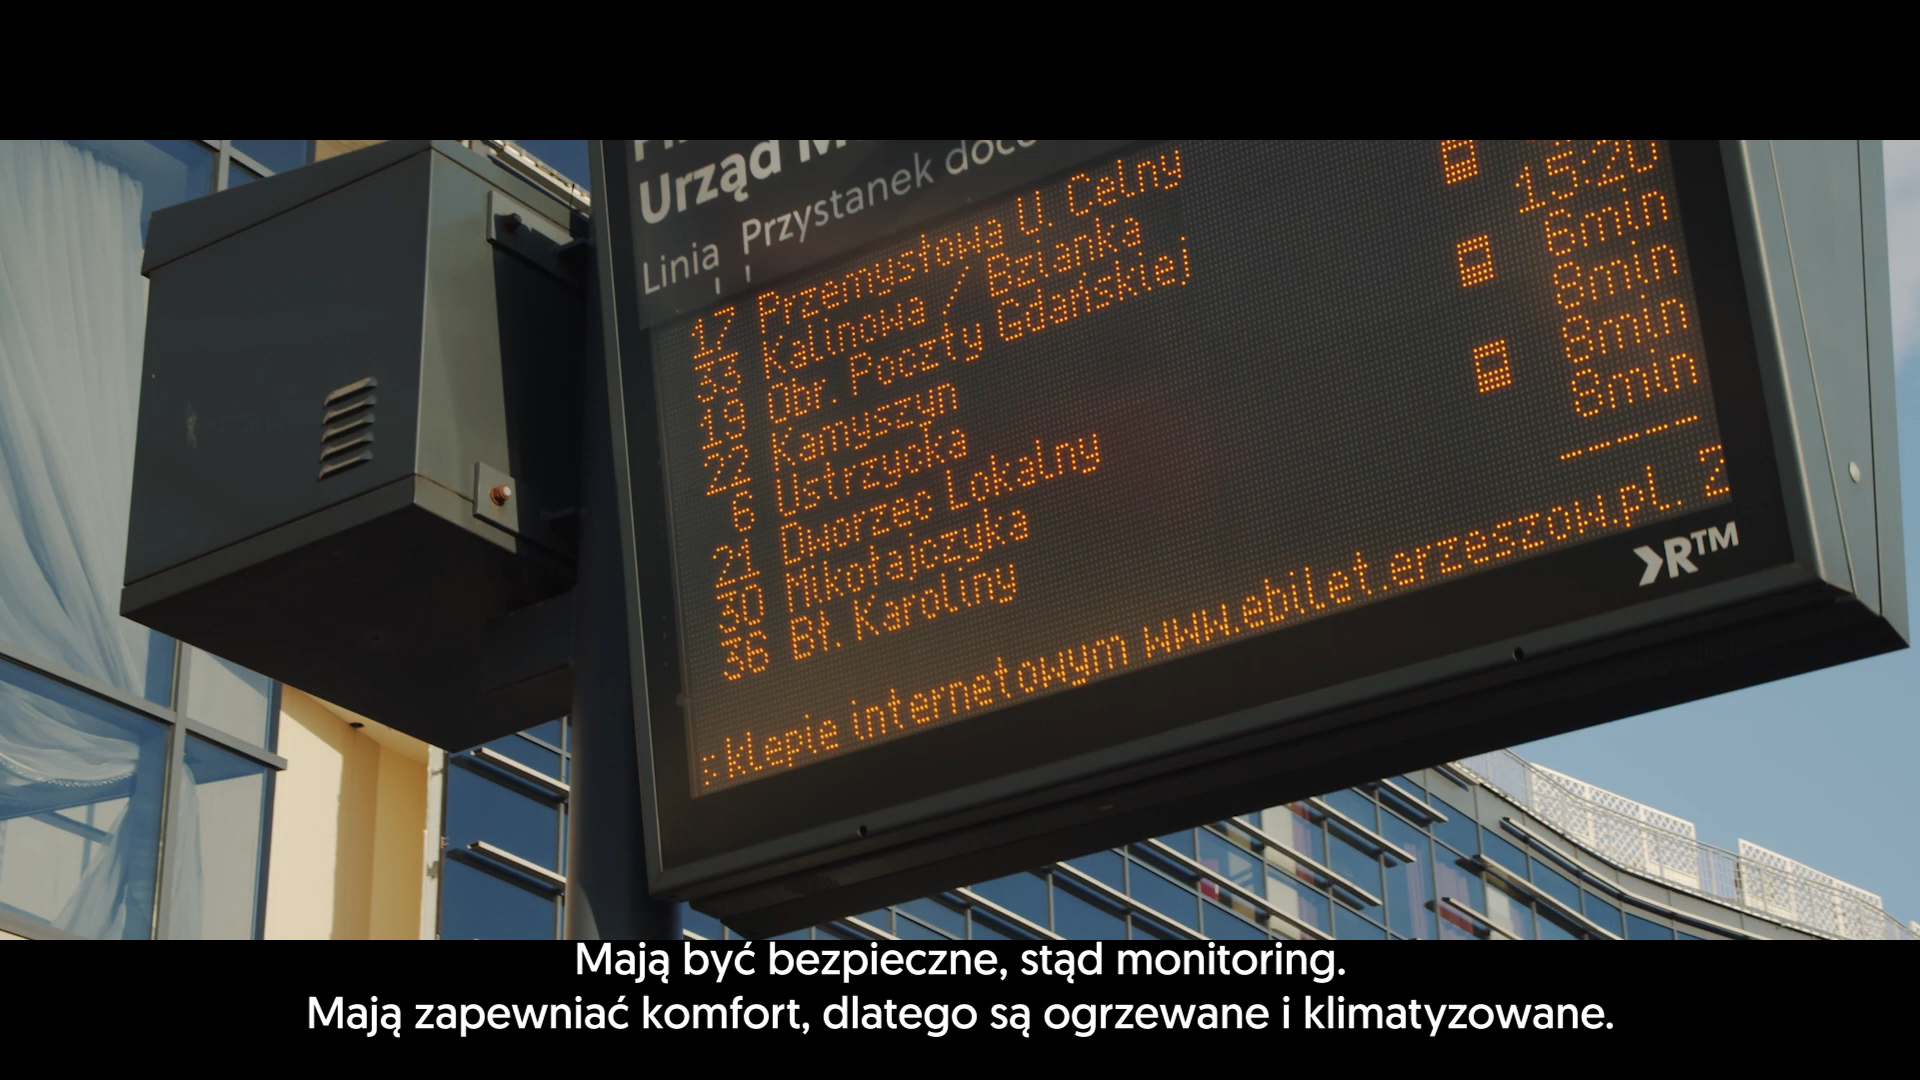 Urząd M
Linia Przystanek doce
17 Przemysłowa U. Celny
33 Kalinowa / Bzianka 15:20
19 Obr. Poczty Gdańskiej 6min
22 Kamyszyn 8min
6 Ustrzycka 8min
21 Dworzec Lokalny 8min
30 Mikołajczyka
36 Bł. Karoliny
sklepie internetowym www.ebilet.erzeszow.pl. Z
RTM
Mają być bezpieczne, stąd monitoring.
Mają zapewniać komfort, dlatego są ogrzewane i klimatyzowane.